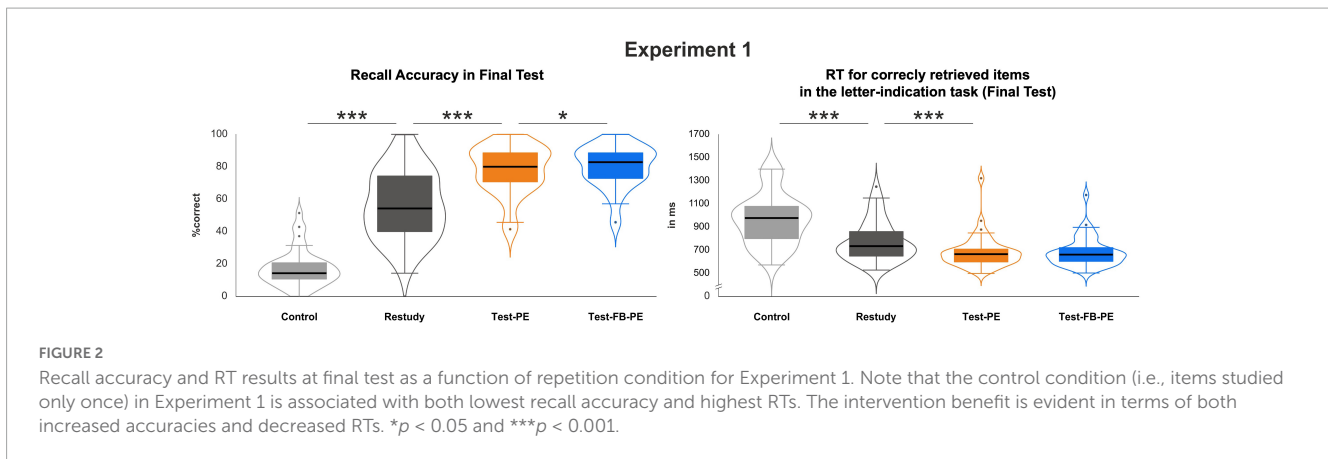 Experiment 1
Recall Accuracy in Final Test
*** *** *
100
80
60
40
20
0
%correct
Control Restudy Test-PE Test-FB-PE
RT for correcly retrieved items
in the letter-indication task (Final Test)
*** ***
1700
1500
1300
1100
900
700
500
0
in ms
Control Restudy Test-PE Test-FB-PE
FIGURE 2
Recall accuracy and RT results at final test as a function of repetition condition for Experiment 1. Note that the control condition (i.e., items studied
only once) in Experiment 1 is associated with both lowest recall accuracy and highest RTs. The intervention benefit is evident in terms of both
increased accuracies and decreased RTs. *p < 0.05 and ***p < 0.001.